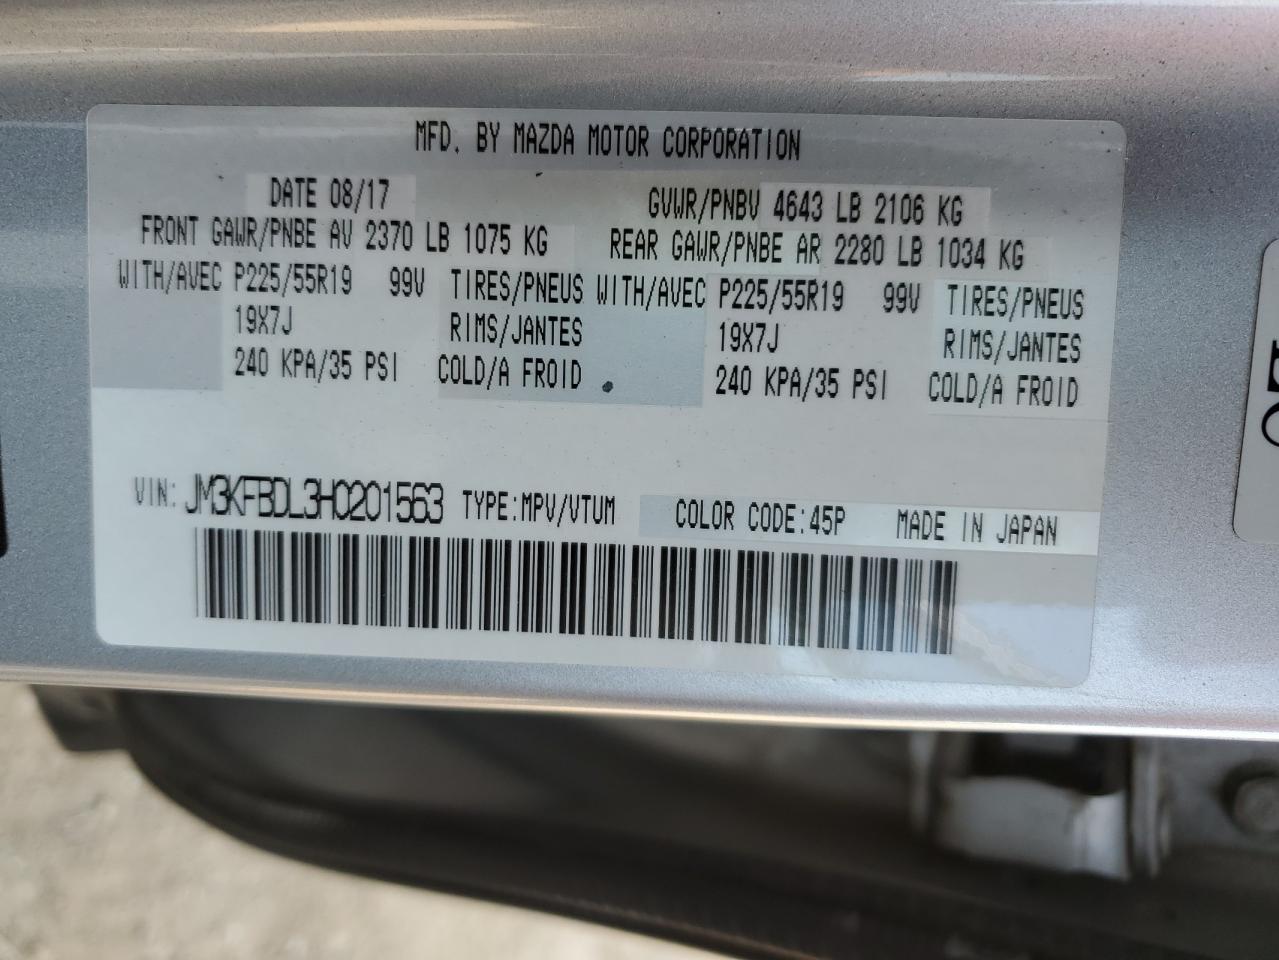 MFD. BY MAZDA MOTOR CORPORATION
DATE 08/17 GVWR/PNBV 4643 LB 2106 KG
FRONT GAWR/PNBE AV 2370 LB 1075 KG REAR GAWR/PNBE AR 2280 LB 1034 KG
WITH/AVEC P225/55R19 99V TIRES/PNEUS WITH/AVEC P225/55R19 99V TIRES/PNEUS
19X7J RIMS/JANTES 19X7J RIMS/JANTES
240 KPA/35 PSI COLD/A FROID 240 KPA/35 PSI COLD/A FROID
VIN: JM3KFBDL3H0201563 TYPE:MPV/VTUM COLOR CODE:45P MADE IN JAPAN